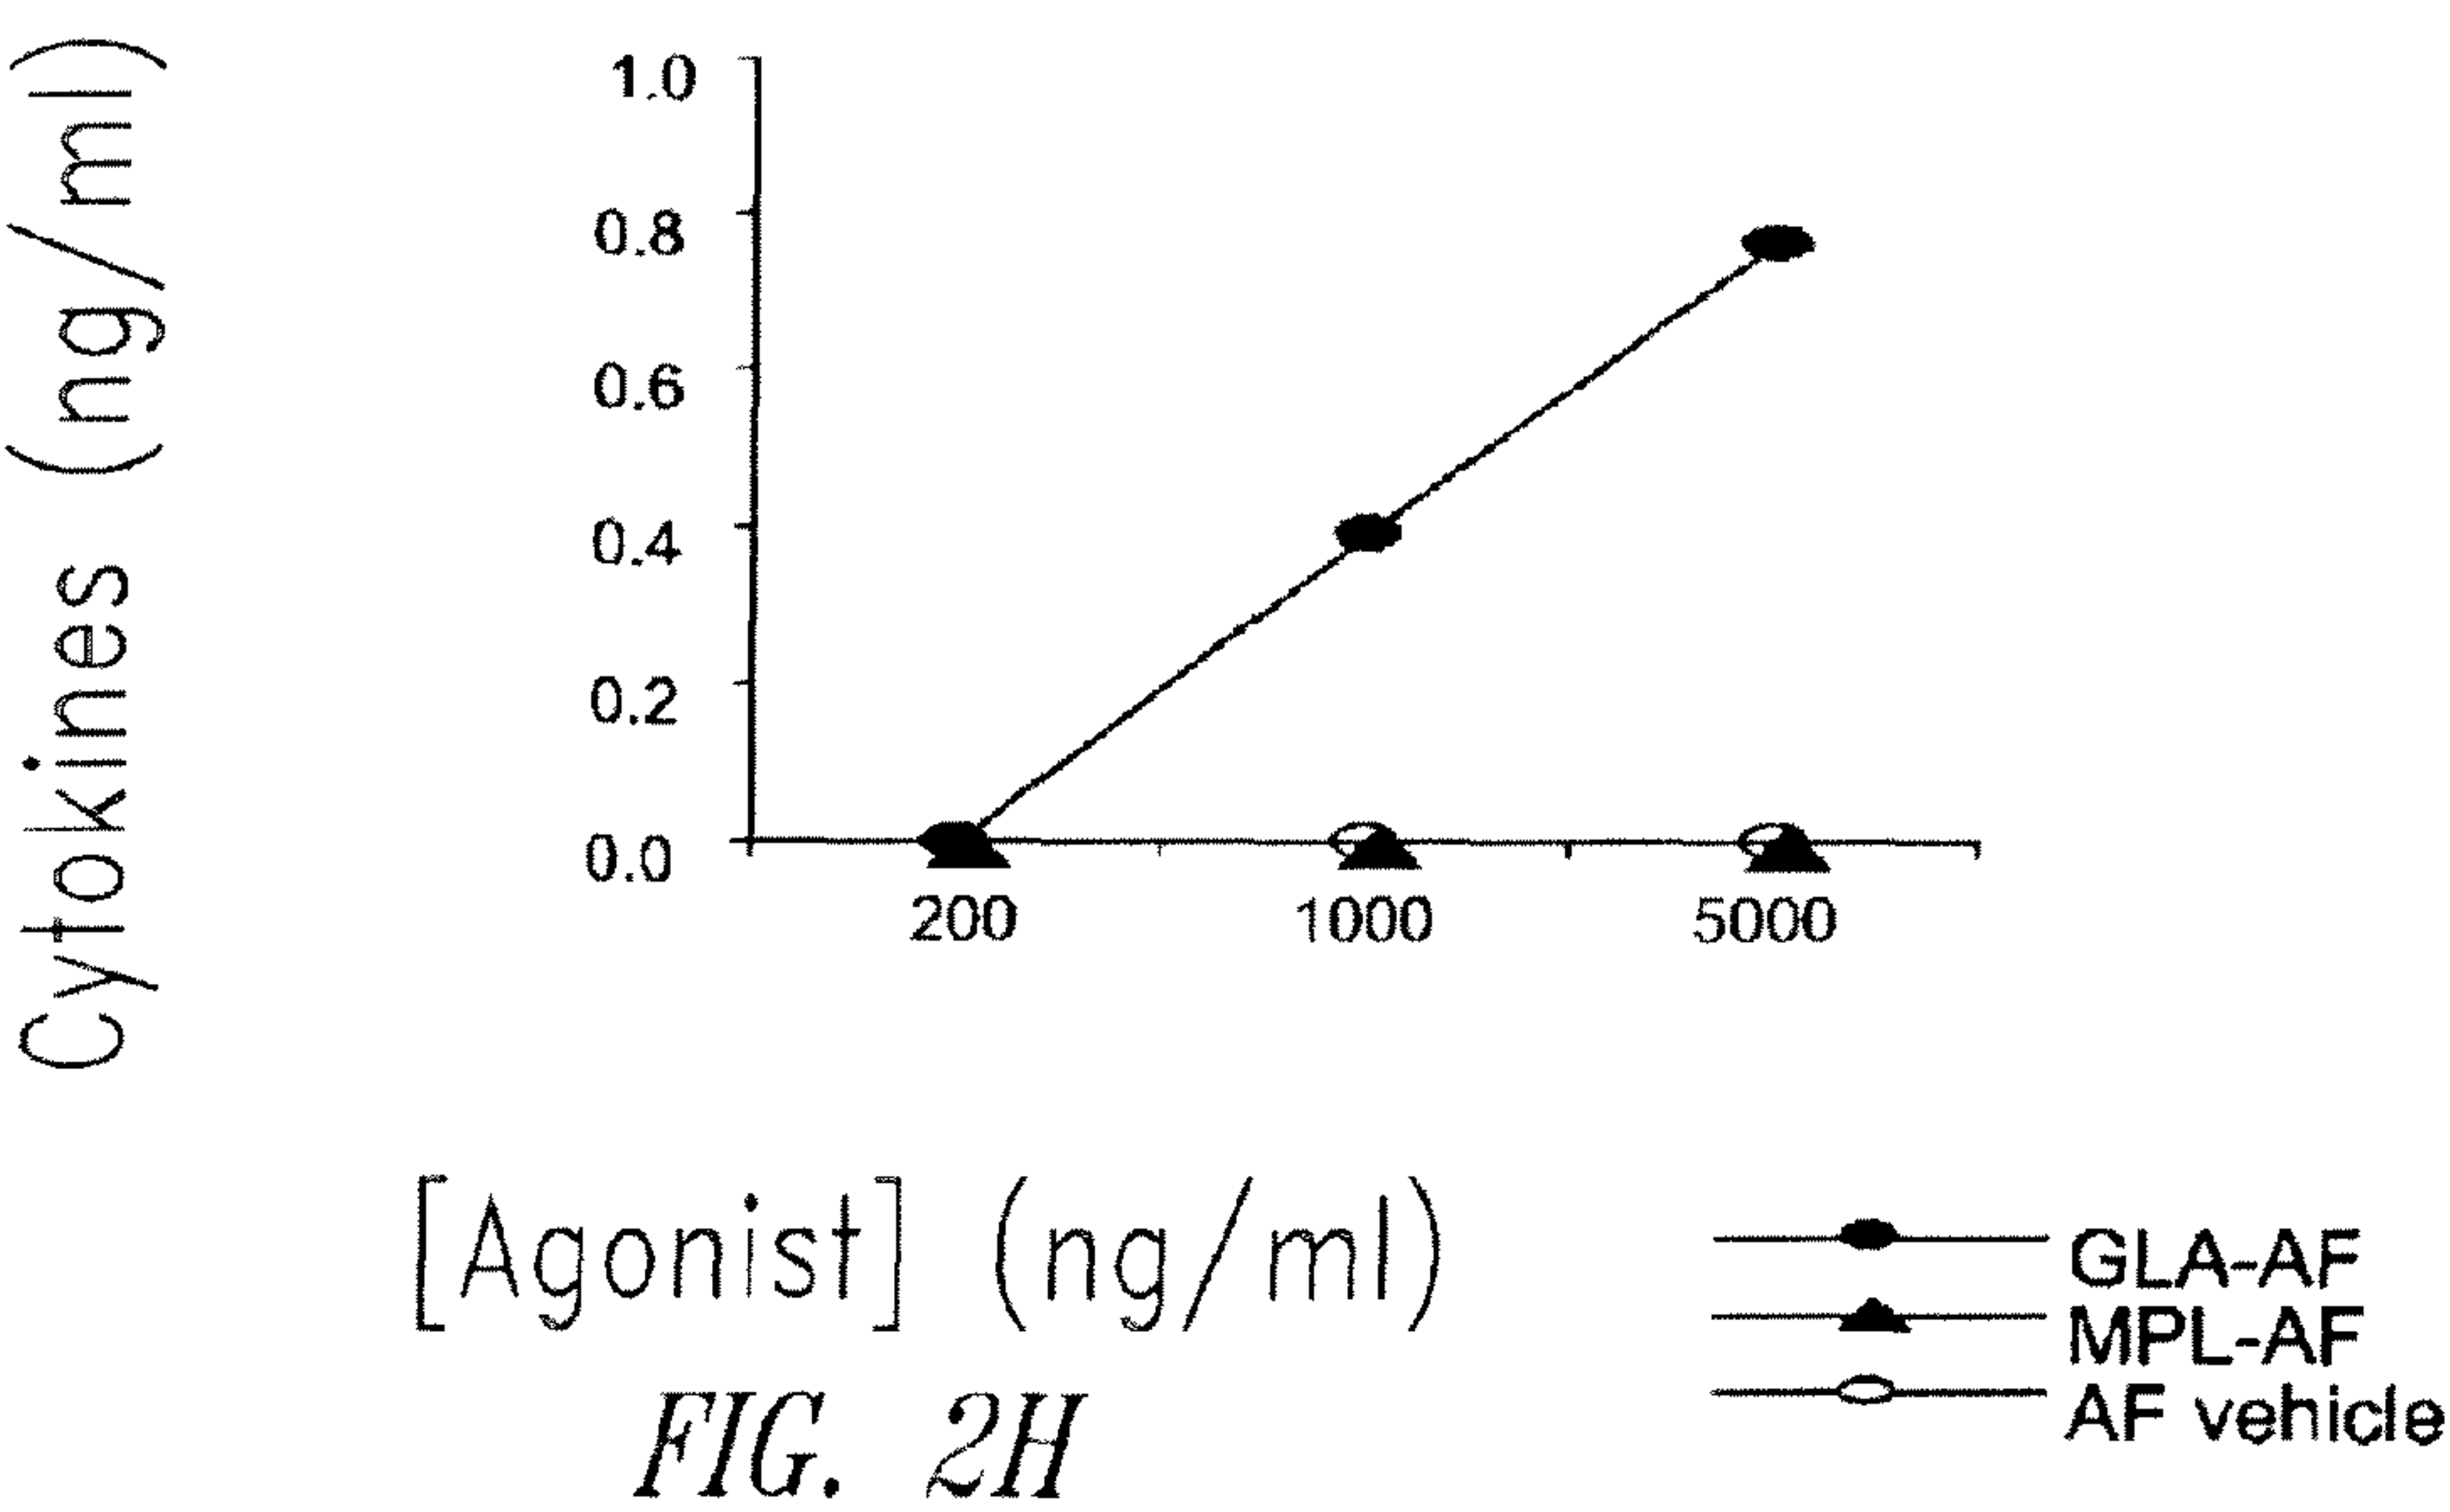 Cytokines (ng/ml)
1.0
0.8
0.6
0.4
0.2
0.0
200 1000 5000
[Agonist] (ng/ml)
GLA-AF
MPL-AF
AF vehicle
FIG. 2H